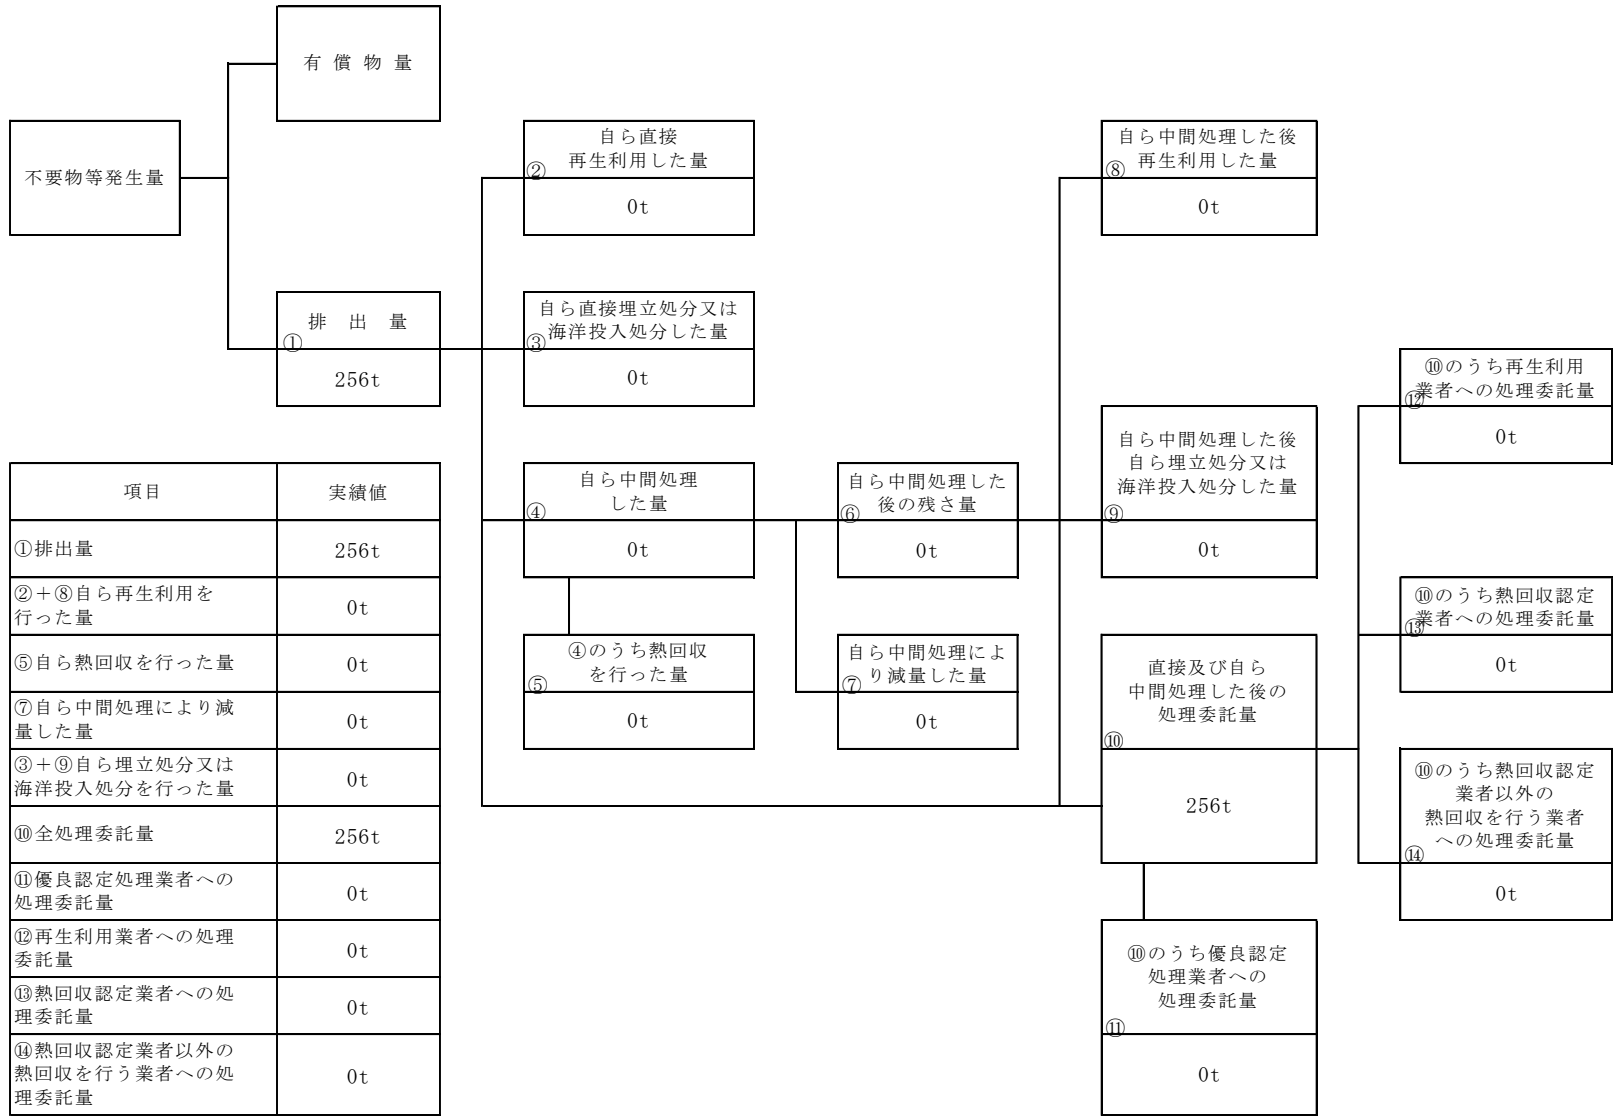 有 償 物 量
不要物等発生量
排 出 量
①
256t
自ら直接
再生利用した量
②
0t
自ら直接埋立処分又は
海洋投入処分した量
③
0t
自ら中間処理
した量
④
0t
④のうち熱回収
を行った量
⑤
0t
自ら中間処理した
後の残さ量
⑥
0t
自ら中間処理によ
り減量した量
⑦
0t
自ら中間処理した後
再生利用した量
⑧
0t
自ら中間処理した後
自ら埋立処分又は
海洋投入処分した量
⑨
0t
直接及び自ら
中間処理した後の
処理委託量
⑩
256t
⑩のうち優良認定
処理業者への
処理委託量
⑪
0t
⑩のうち再生利用
業者への処理委託量
⑫
0t
⑩のうち熱回収認定
業者への処理委託量
⑬
0t
⑩のうち熱回収認定
業者以外の
熱回収を行う業者
への処理委託量
⑭
0t
項目 実績値
①排出量 256t
②＋⑧自ら再生利用を
行った量 0t
⑤自ら熱回収を行った量 0t
⑦自ら中間処理により減
量した量 0t
③＋⑨自ら埋立処分又は
海洋投入処分を行った量 0t
⑩全処理委託量 256t
⑪優良認定処理業者への
処理委託量 0t
⑫再生利用業者への処理
委託量 0t
⑬熱回収認定業者への処
理委託量 0t
⑭熱回収認定業者以外の
熱回収を行う業者への処
理委託量 0t